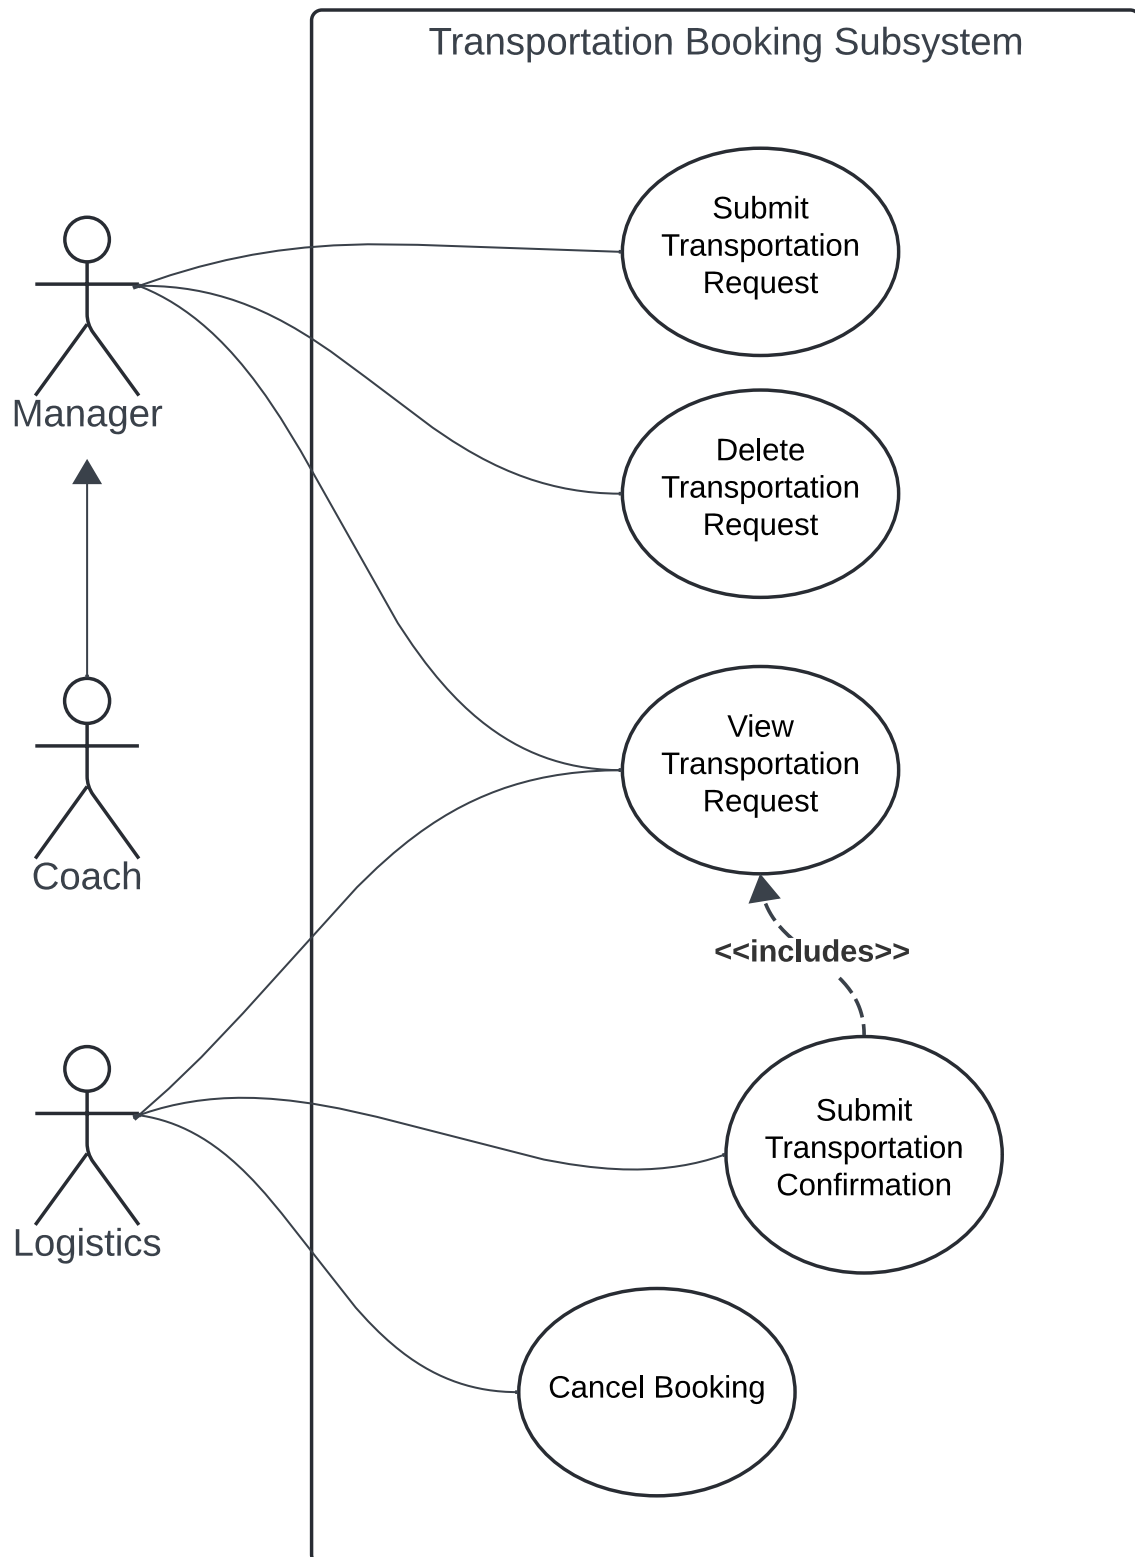 Transportation Booking Subsystem
Submit
Transportation
Request
Manager
Delete
Transportation
Request
View
Transportation
Request
Coach
<<includes>>
Submit
Transportation
Confirmation
Logistics
Cancel Booking